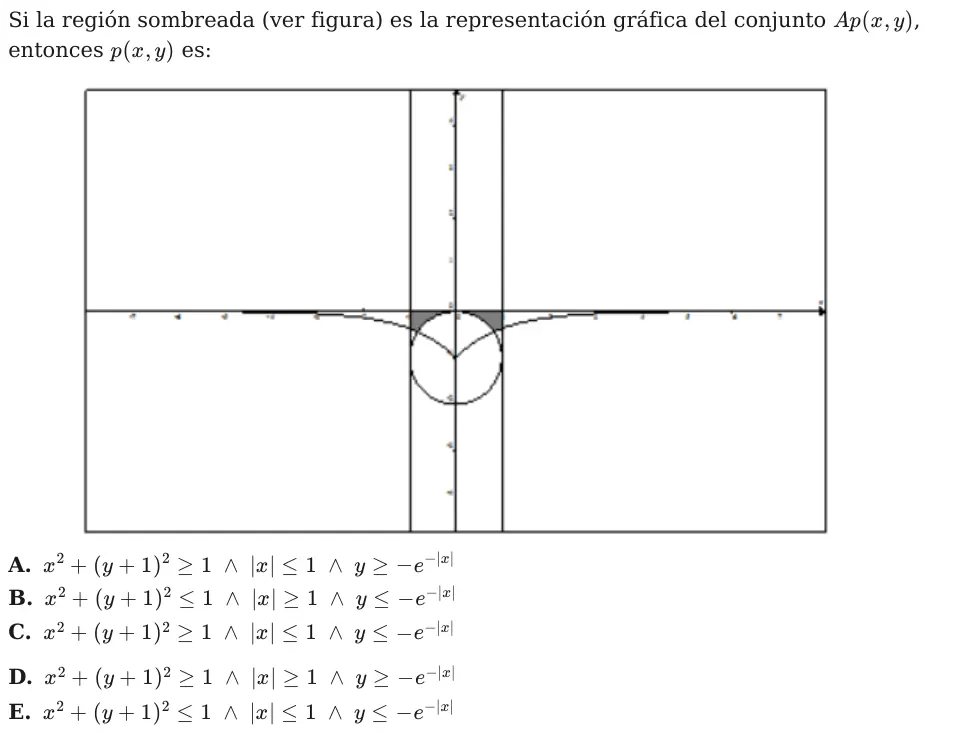 Si la región sombreada (ver figura) es la representación gráfica del conjunto Ap(x, y),
entonces p(x, y) es:
A. x² + (y + 1)² ≥ 1 ∧ |x| ≤ 1 ∧ y ≥ −e^{−|x|}
B. x² + (y + 1)² ≤ 1 ∧ |x| ≥ 1 ∧ y ≤ −e^{−|x|}
C. x² + (y + 1)² ≥ 1 ∧ |x| ≤ 1 ∧ y ≤ −e^{−|x|}
D. x² + (y + 1)² ≥ 1 ∧ |x| ≥ 1 ∧ y ≥ −e^{−|x|}
E. x² + (y + 1)² ≤ 1 ∧ |x| ≤ 1 ∧ y ≤ −e^{−|x|}